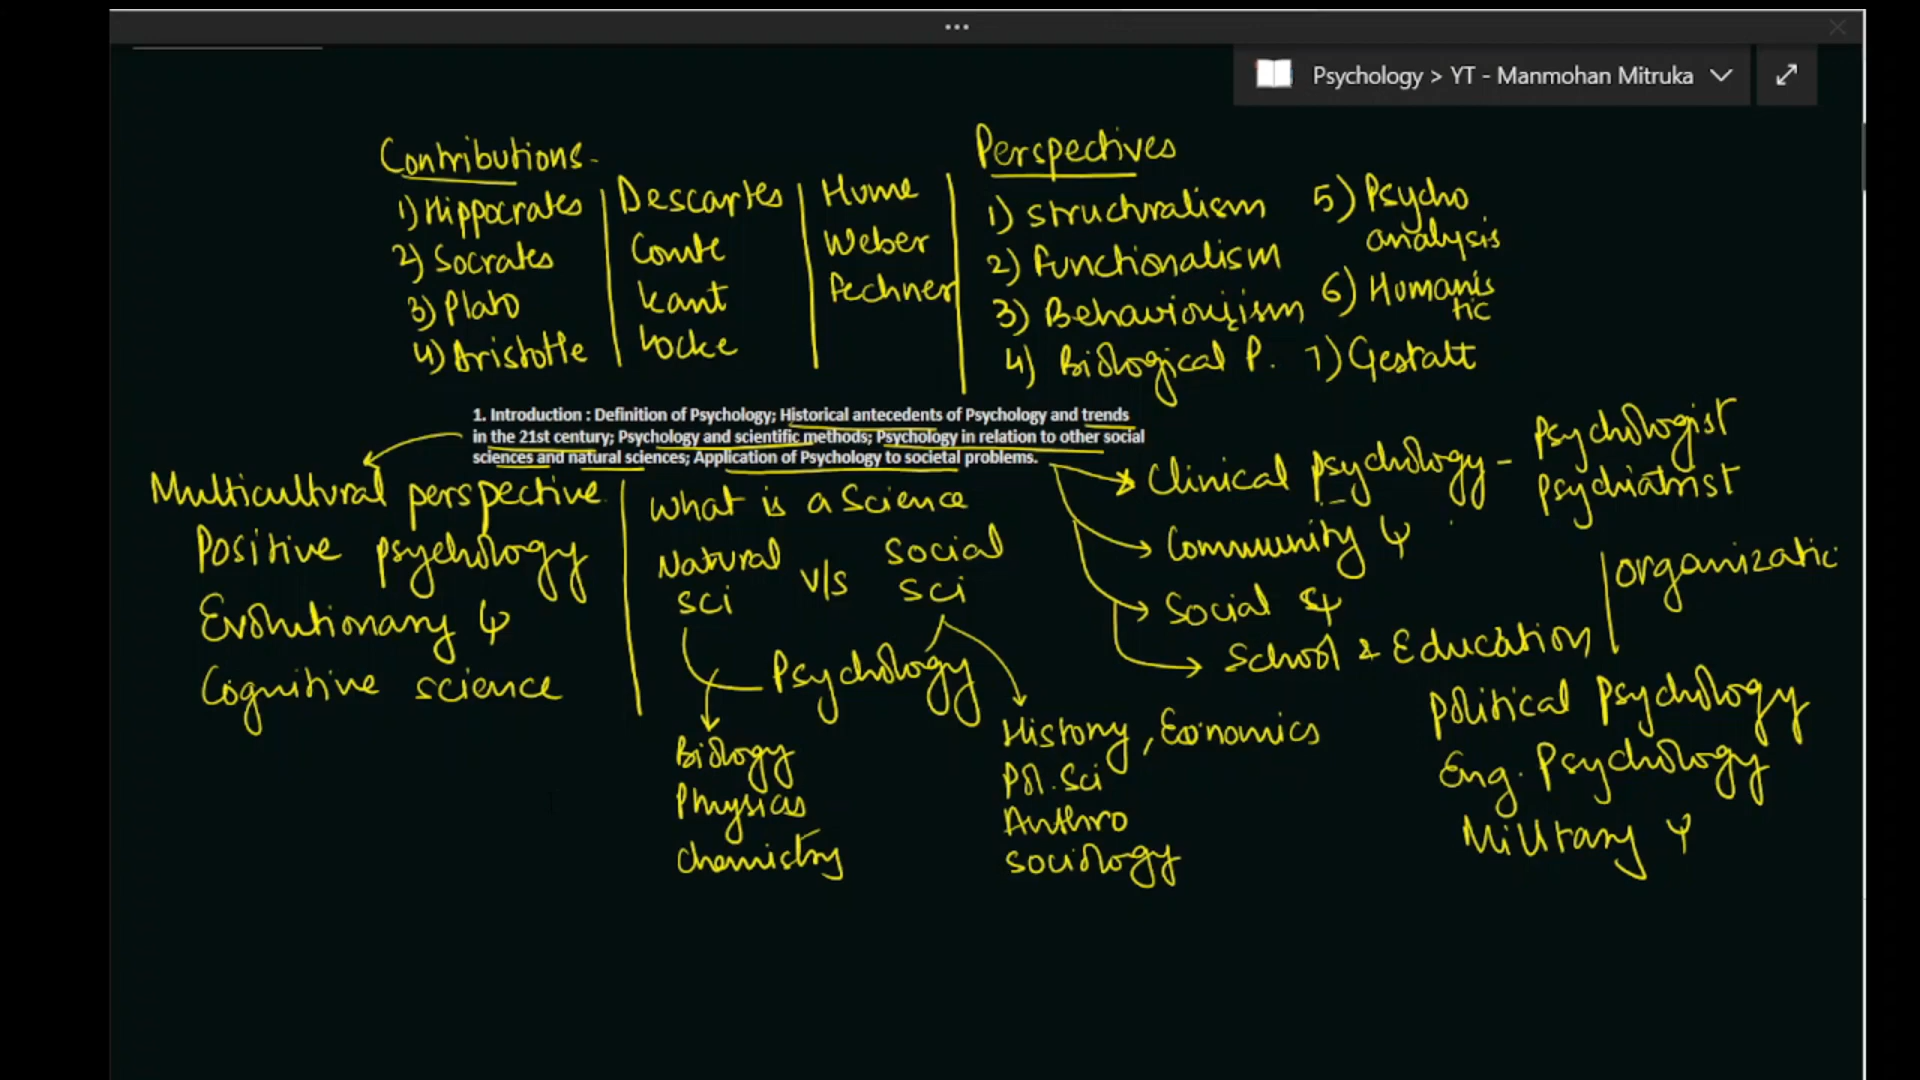 Psychology > YT - Manmohan Mitruka
Contributions.
1) Hippocrates
2) Socrates
3) Plato
4) Aristotle
Descartes
Comte
Kant
Locke
Hume
Weber
Fechner
Perspectives
1) Structuralism
2) Functionalism
3) Behaviourism
4) Biological P.
5) Psycho
analysis
6) Humanis
tic
7) Gestalt
1. Introduction : Definition of Psychology; Historical antecedents of Psychology and trends
in the 21st century; Psychology and scientific methods; Psychology in relation to other social
sciences and natural sciences; Application of Psychology to societal problems.
Multicultural perspective
Positive psychology
Evolutionary ψ
Cognitive science
What is a Science
Natural
Sci
v/s
Social
Sci
Psychology
Biology
Physics
Chemistry
History, Economics
Pol. Sci
Anthro
Sociology
Clinical psychology - Psychologist
Psychiatrist
Community ψ
Social ψ
School & Education
organizatic
Political Psychology
Eng. Psychology
Military ψ